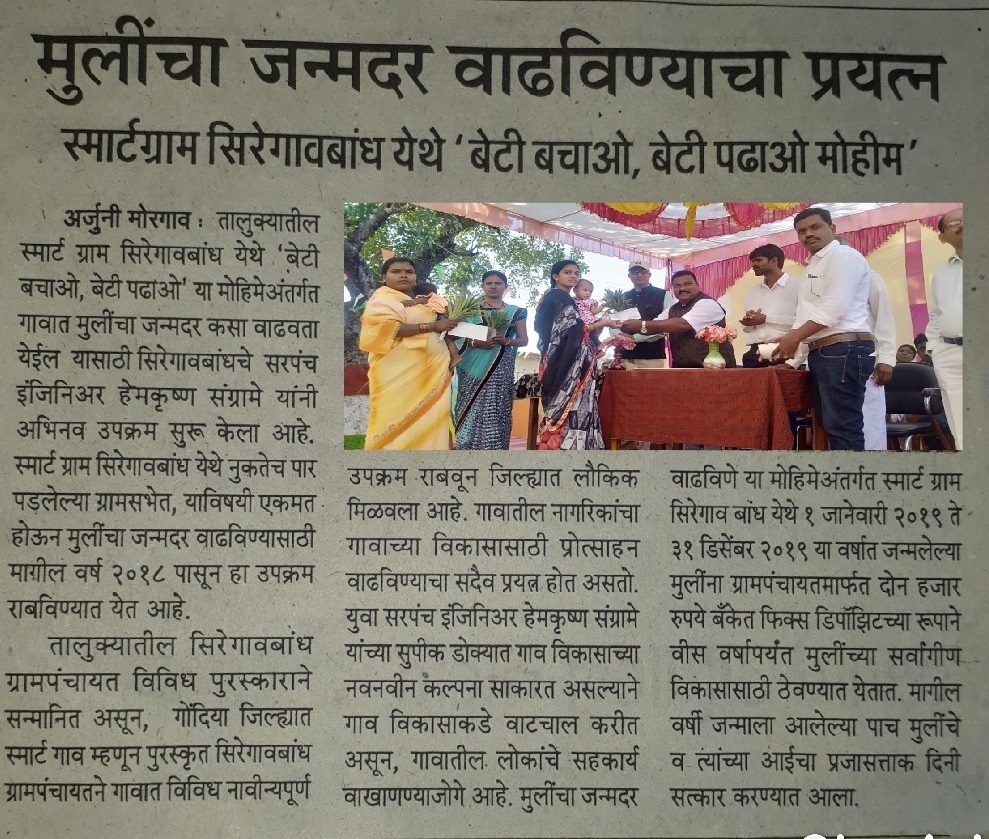 मुलींचा जन्मदर वाढविण्याचा प्रयत्न
स्मार्टग्राम सिरेगावबांध येथे ‘बेटी बचाओ, बेटी पढाओ मोहीम’
अर्जुनी मोरगाव : तालुक्यातील
स्मार्ट ग्राम सिरेगावबांध येथे ‘बेटी
बचाओ, बेटी पढाओ’ या मोहिमेअंतर्गत
गावात मुलींचा जन्मदर कसा वाढवता
येईल यासाठी सिरेगावबांधचे सरपंच
इंजिनिअर हेमकृष्ण संग्रामे यांनी
अभिनव उपक्रम सुरू केला आहे.
स्मार्ट ग्राम सिरेगावबांध येथे नुकतेच पार
पडलेल्या ग्रामसभेत, याविषयी एकमत
होऊन मुलींचा जन्मदर वाढविण्यासाठी
मागील वर्ष २०१८ पासून हा उपक्रम
राबविण्यात येत आहे.
तालुक्यातील सिरेगावबांध
ग्रामपंचायत विविध पुरस्काराने
सन्मानित असून, गोंदिया जिल्ह्यात
स्मार्ट गाव म्हणून पुरस्कृत सिरेगावबांध
ग्रामपंचायतने गावात विविध नावीन्यपूर्ण
उपक्रम राबवून जिल्ह्यात लौकिक
मिळवला आहे. गावातील नागरिकांचा
गावाच्या विकासासाठी प्रोत्साहन
वाढविण्याचा सदैव प्रयत्न होत असतो.
युवा सरपंच इंजिनिअर हेमकृष्ण संग्रामे
यांच्या सुपीक डोक्यात गाव विकासाच्या
नवनवीन कल्पना साकारत असल्याने
गाव विकासाकडे वाटचाल करीत
असून, गावातील लोकांचे सहकार्य
वाखाणण्याजोगे आहे. मुलींचा जन्मदर
वाढविणे या मोहिमेअंतर्गत स्मार्ट ग्राम
सिरेगाव बांध येथे १ जानेवारी २०१९ ते
३१ डिसेंबर २०१९ या वर्षात जन्मलेल्या
मुलींना ग्रामपंचायतमार्फत दोन हजार
रुपये बँकेत फिक्स डिपॉझिटच्या रूपाने
वीस वर्षापर्यंत मुलींच्या सर्वांगीण
विकासासाठी ठेवण्यात येतात. मागील
वर्षी जन्माला आलेल्या पाच मुलींचे
व त्यांच्या आईचा प्रजासत्ताक दिनी
सत्कार करण्यात आला.